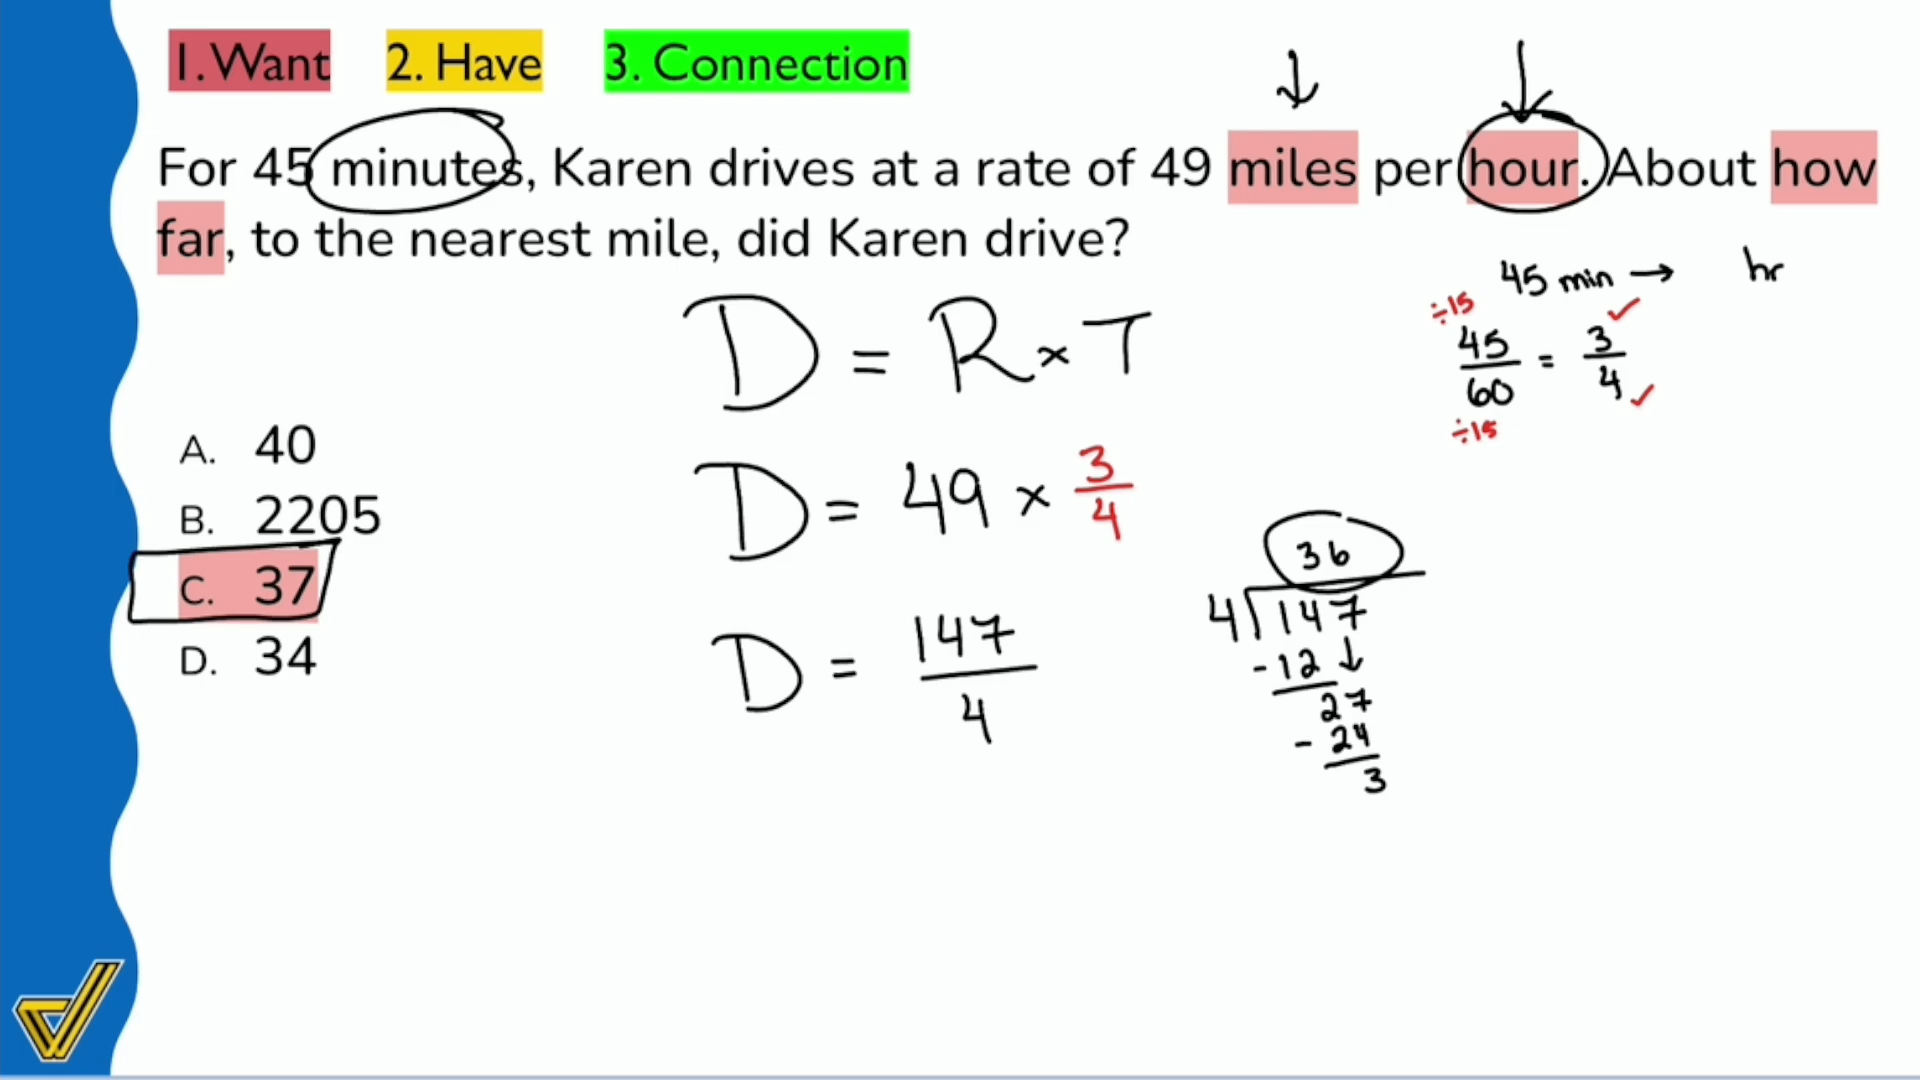 1. Want 2. Have 3. Connection
For 45 minutes, Karen drives at a rate of 49 miles per hour. About how
far, to the nearest mile, did Karen drive?
45 min → hr
÷15
45/60 = 3/4
÷15
D = R × T
A. 40
B. 2205
C. 37
D. 34
D = 49 × 3/4
D = 147/4
36
4)147
-12
27
- 24
3